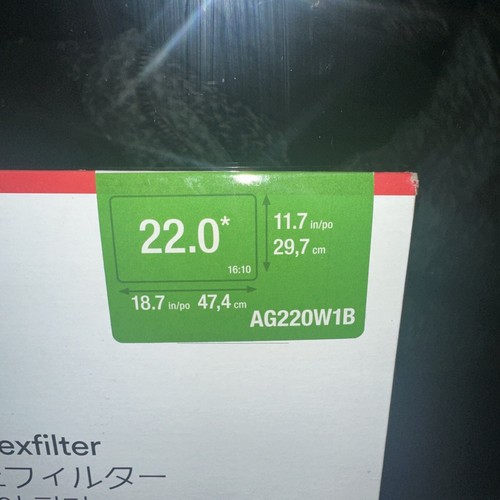 22.0*
16:10
11.7 in/po
29,7 cm
18.7 in/po 47,4 cm
AG220W1B
exfilter
フィルター